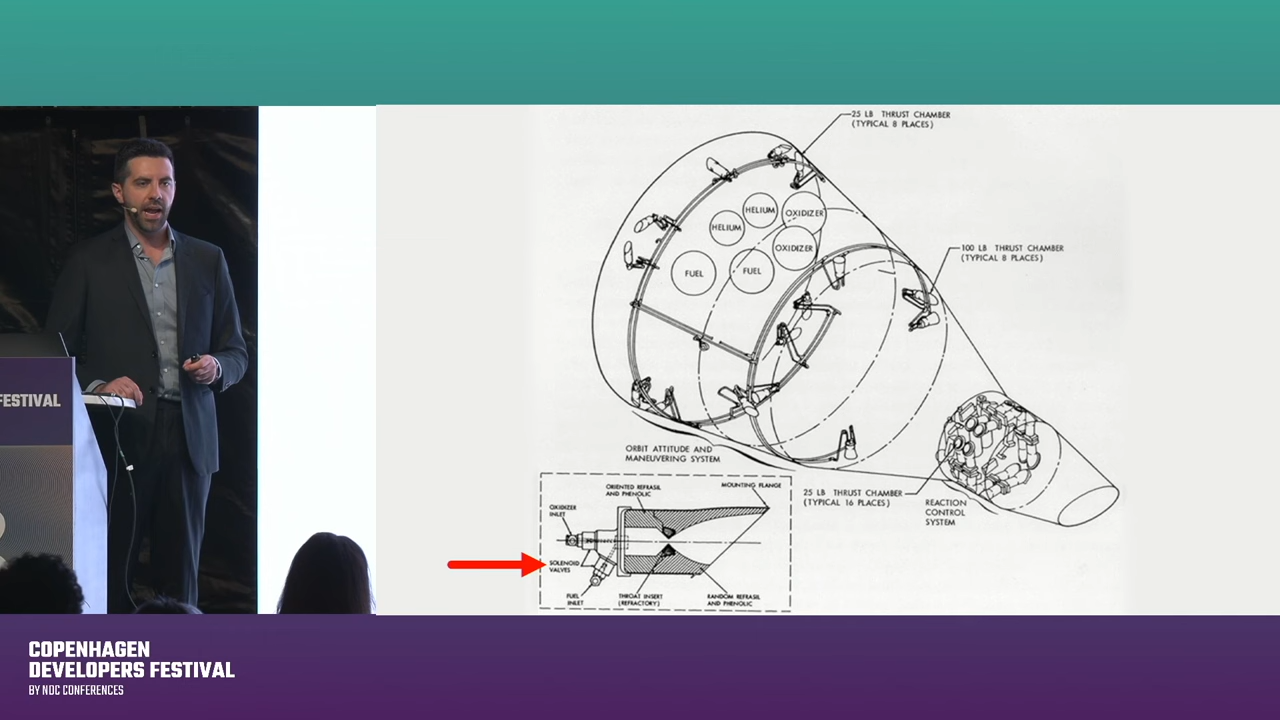 25 LB THRUST CHAMBER
(TYPICAL 8 PLACES)
HELIUM
OXIDIZER
HELIUM
OXIDIZER
FUEL
FUEL
100 LB THRUST CHAMBER
(TYPICAL 8 PLACES)
FESTIVAL
ORBIT ATTITUDE AND
MANEUVERING SYSTEM
25 LB THRUST CHAMBER
(TYPICAL 16 PLACES)
REACTION
CONTROL
SYSTEM
ORIENTED REFRASIL
AND PHENOLIC
MOUNTING FLANGE
OXIDIZER
INLET
SOLENOID
VALVES
FUEL
INLET
THROAT INSERT
(REFRACTORY)
RANDOM REFRASIL
AND PHENOLIC
COPENHAGEN
DEVELOPERS FESTIVAL
BY NDC CONFERENCES